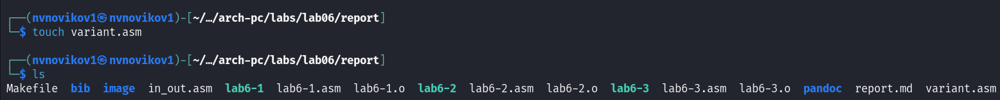 ┌──(nvnovikov1㉿nvnovikov1)-[~/…/arch-pc/labs/lab06/report]
└─$ touch variant.asm
┌──(nvnovikov1㉿nvnovikov1)-[~/…/arch-pc/labs/lab06/report]
└─$ ls
Makefile bib image in_out.asm lab6-1 lab6-1.asm lab6-1.o lab6-2 lab6-2.asm lab6-2.o lab6-3 lab6-3.asm lab6-3.o pandoc report.md variant.asm